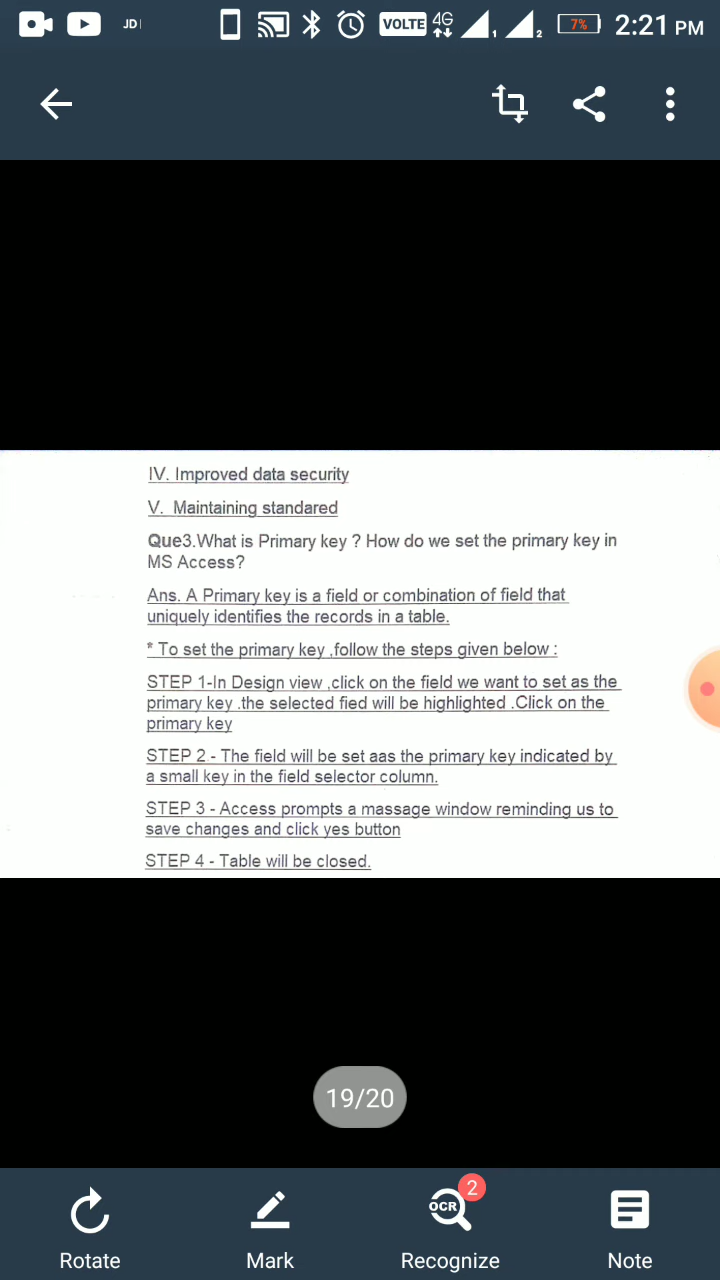 JD
VOLTE 4G 1 2 7% 2:21 PM
IV. Improved data security
V. Maintaining standared
Que3.What is Primary key ? How do we set the primary key in
MS Access?
Ans. A Primary key is a field or combination of field that
uniquely identifies the records in a table.
* To set the primary key ,follow the steps given below :
STEP 1-In Design view ,click on the field we want to set as the
primary key .the selected fied will be highlighted .Click on the
primary key
STEP 2 - The field will be set aas the primary key indicated by
a small key in the field selector column.
STEP 3 - Access prompts a massage window reminding us to
save changes and click yes button
STEP 4 - Table will be closed.
19/20
OCR 2
Rotate Mark Recognize Note